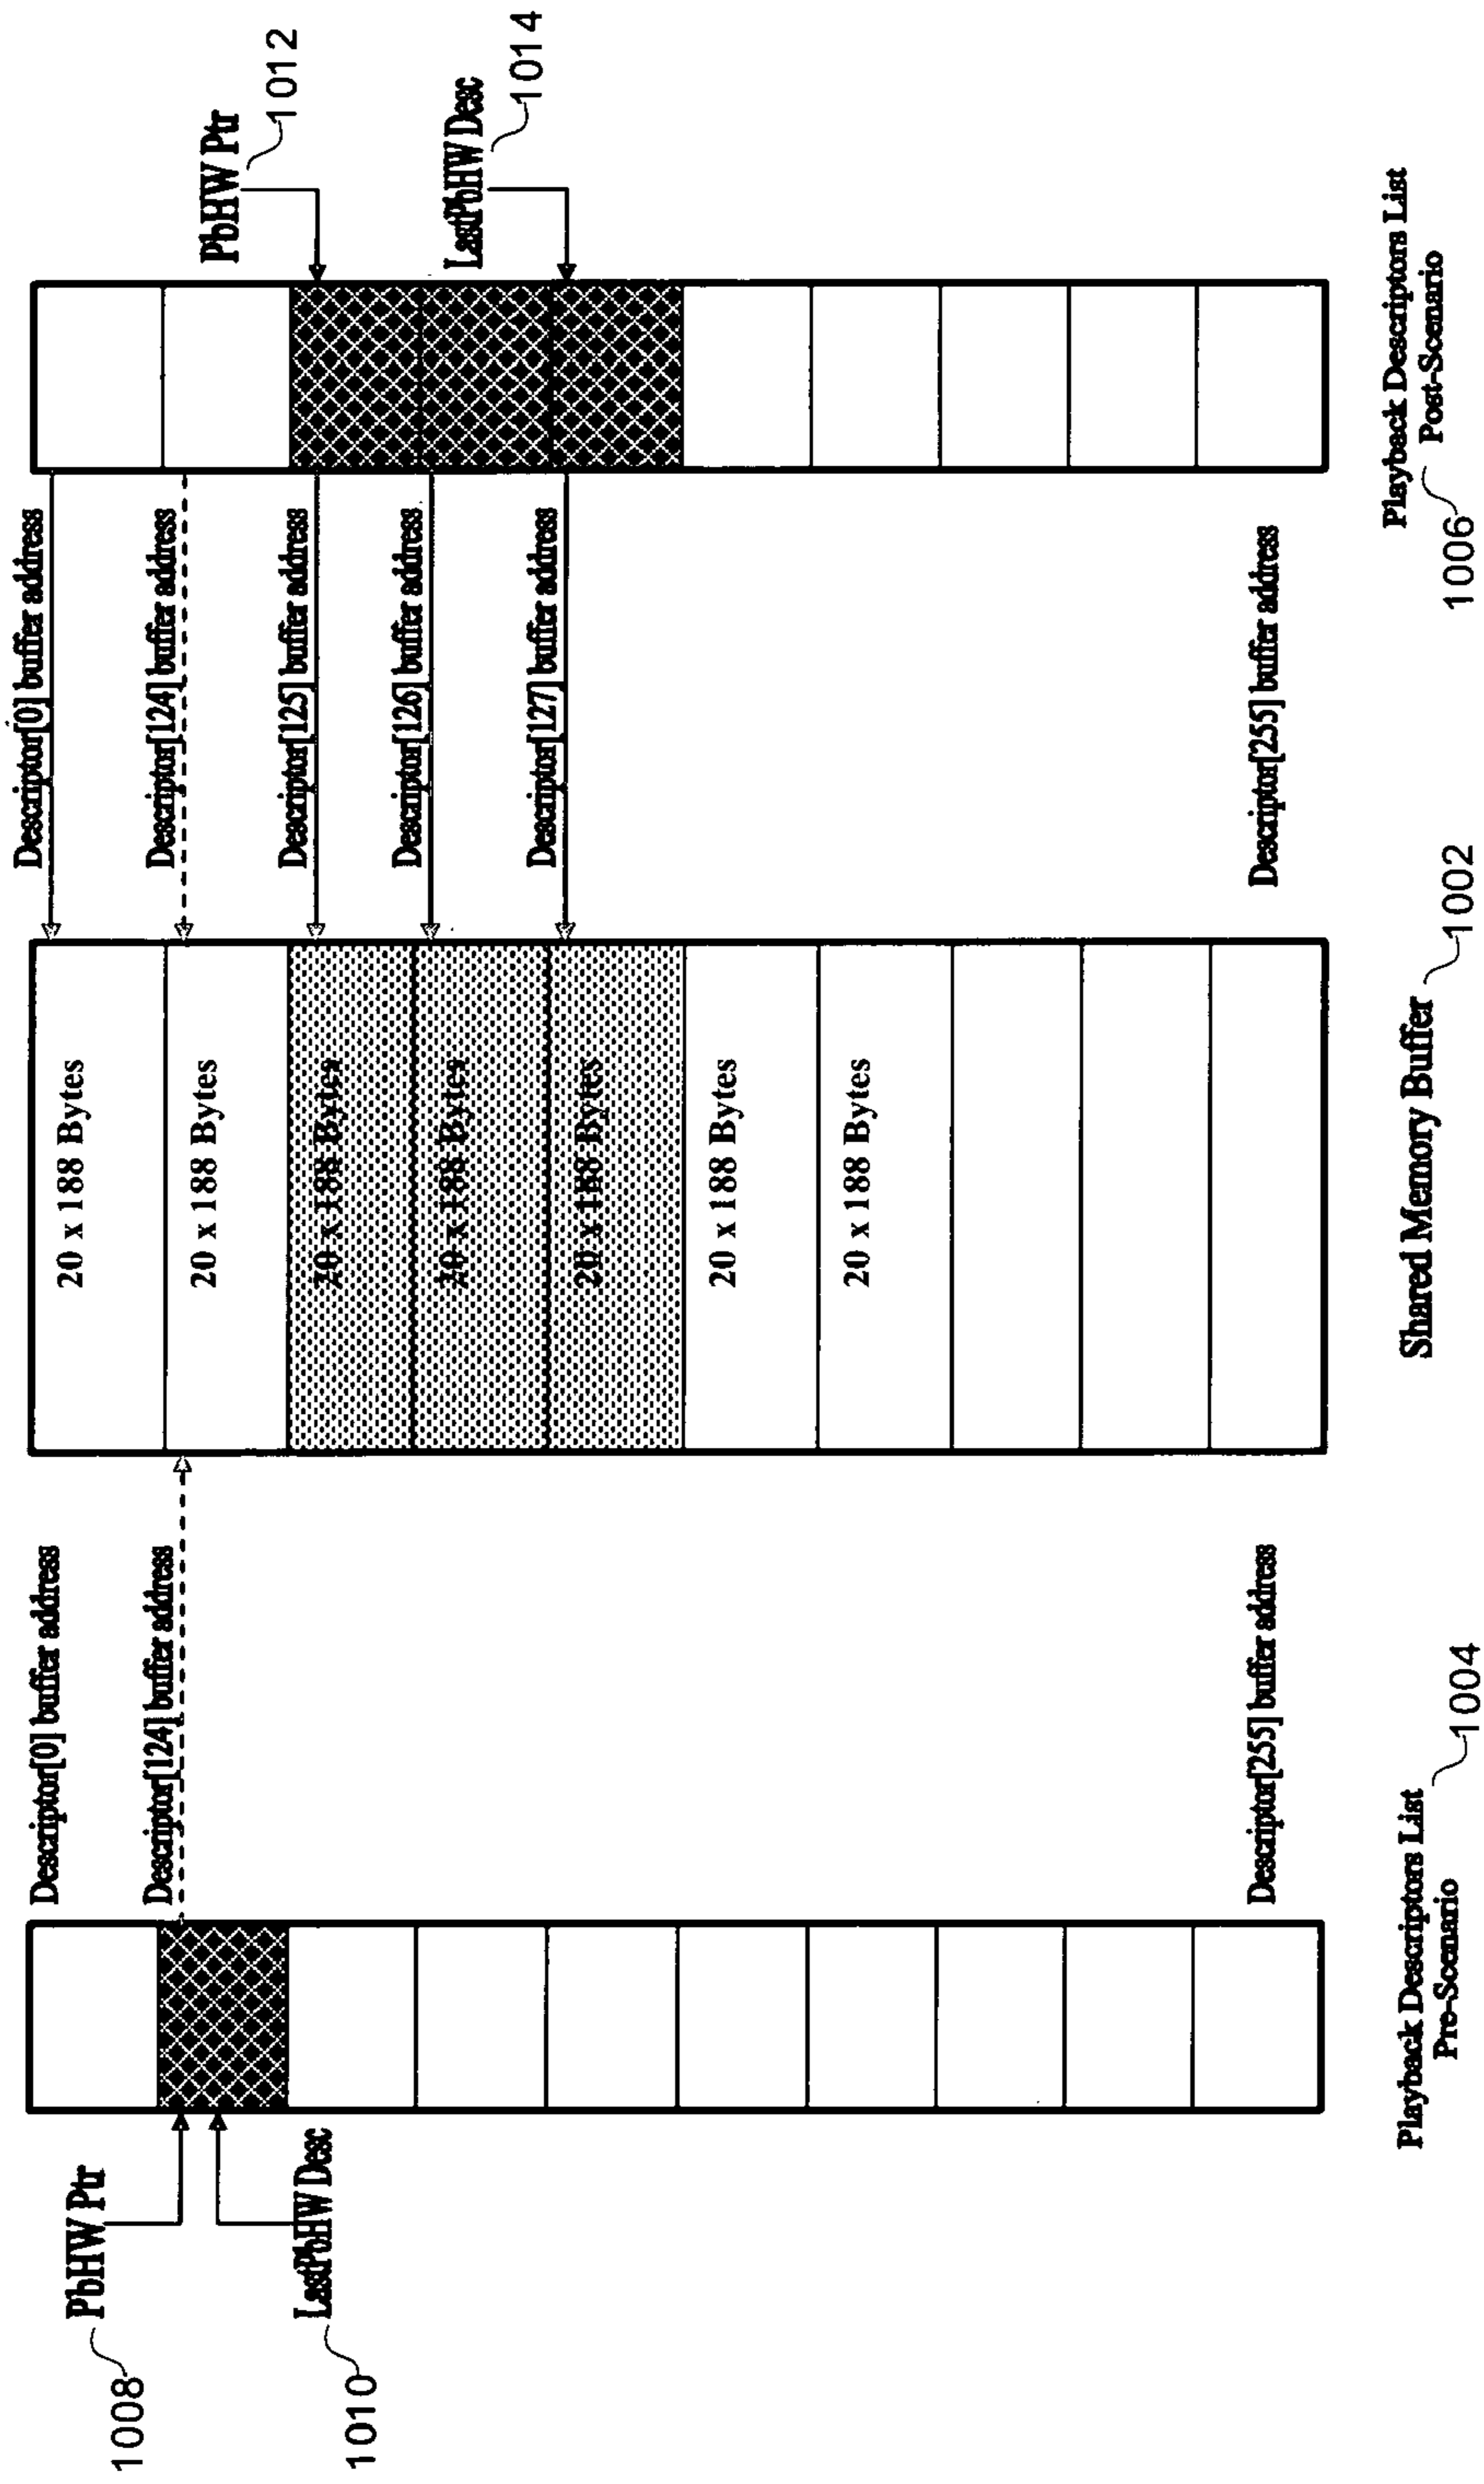 1008
PbHW Ptr
1010
LastPbHW Desc
Playback Descriptors List
Pre-Scenario
1004
Descriptor[0] buffer address
Descriptor[124] buffer address
Descriptor[255] buffer address
20 x 188 Bytes
20 x 188 Bytes
20 x 188 Bytes
20 x 188 Bytes
20 x 188 Bytes
20 x 188 Bytes
20 x 188 Bytes
Shared Memory Buffer
1002
Descriptor[0] buffer address
Descriptor[124] buffer address
Descriptor[125] buffer address
Descriptor[126] buffer address
Descriptor[127] buffer address
Descriptor[255] buffer address
PbHW Ptr
1012
LastPbHW Desc
1014
Playback Descriptors List
Post-Scenario
1006